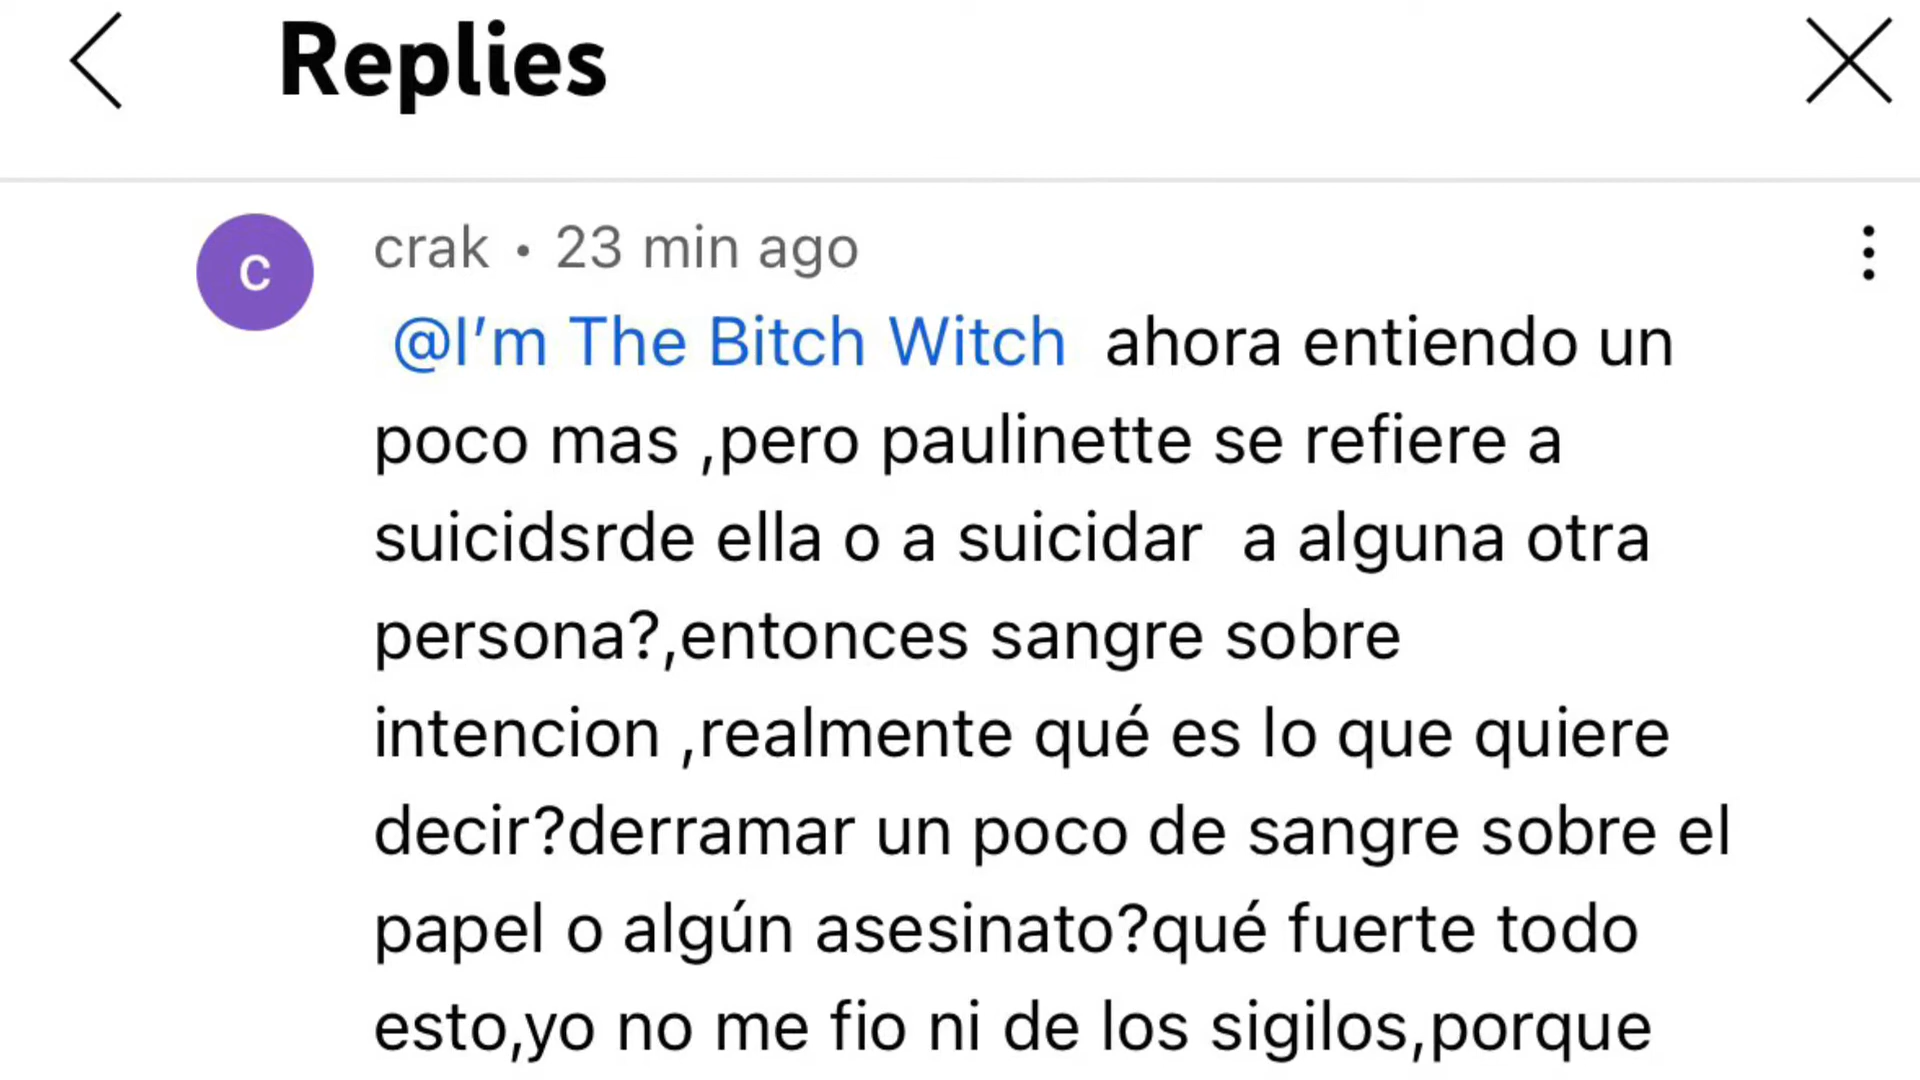 Replies
c
crak • 23 min ago
@I’m The Bitch Witch ahora entiendo un
poco mas ,pero paulinette se refiere a
suicidsrde ella o a suicidar a alguna otra
persona?,entonces sangre sobre
intencion ,realmente qué es lo que quiere
decir?derramar un poco de sangre sobre el
papel o algún asesinato?qué fuerte todo
esto,yo no me fio ni de los sigilos,porque